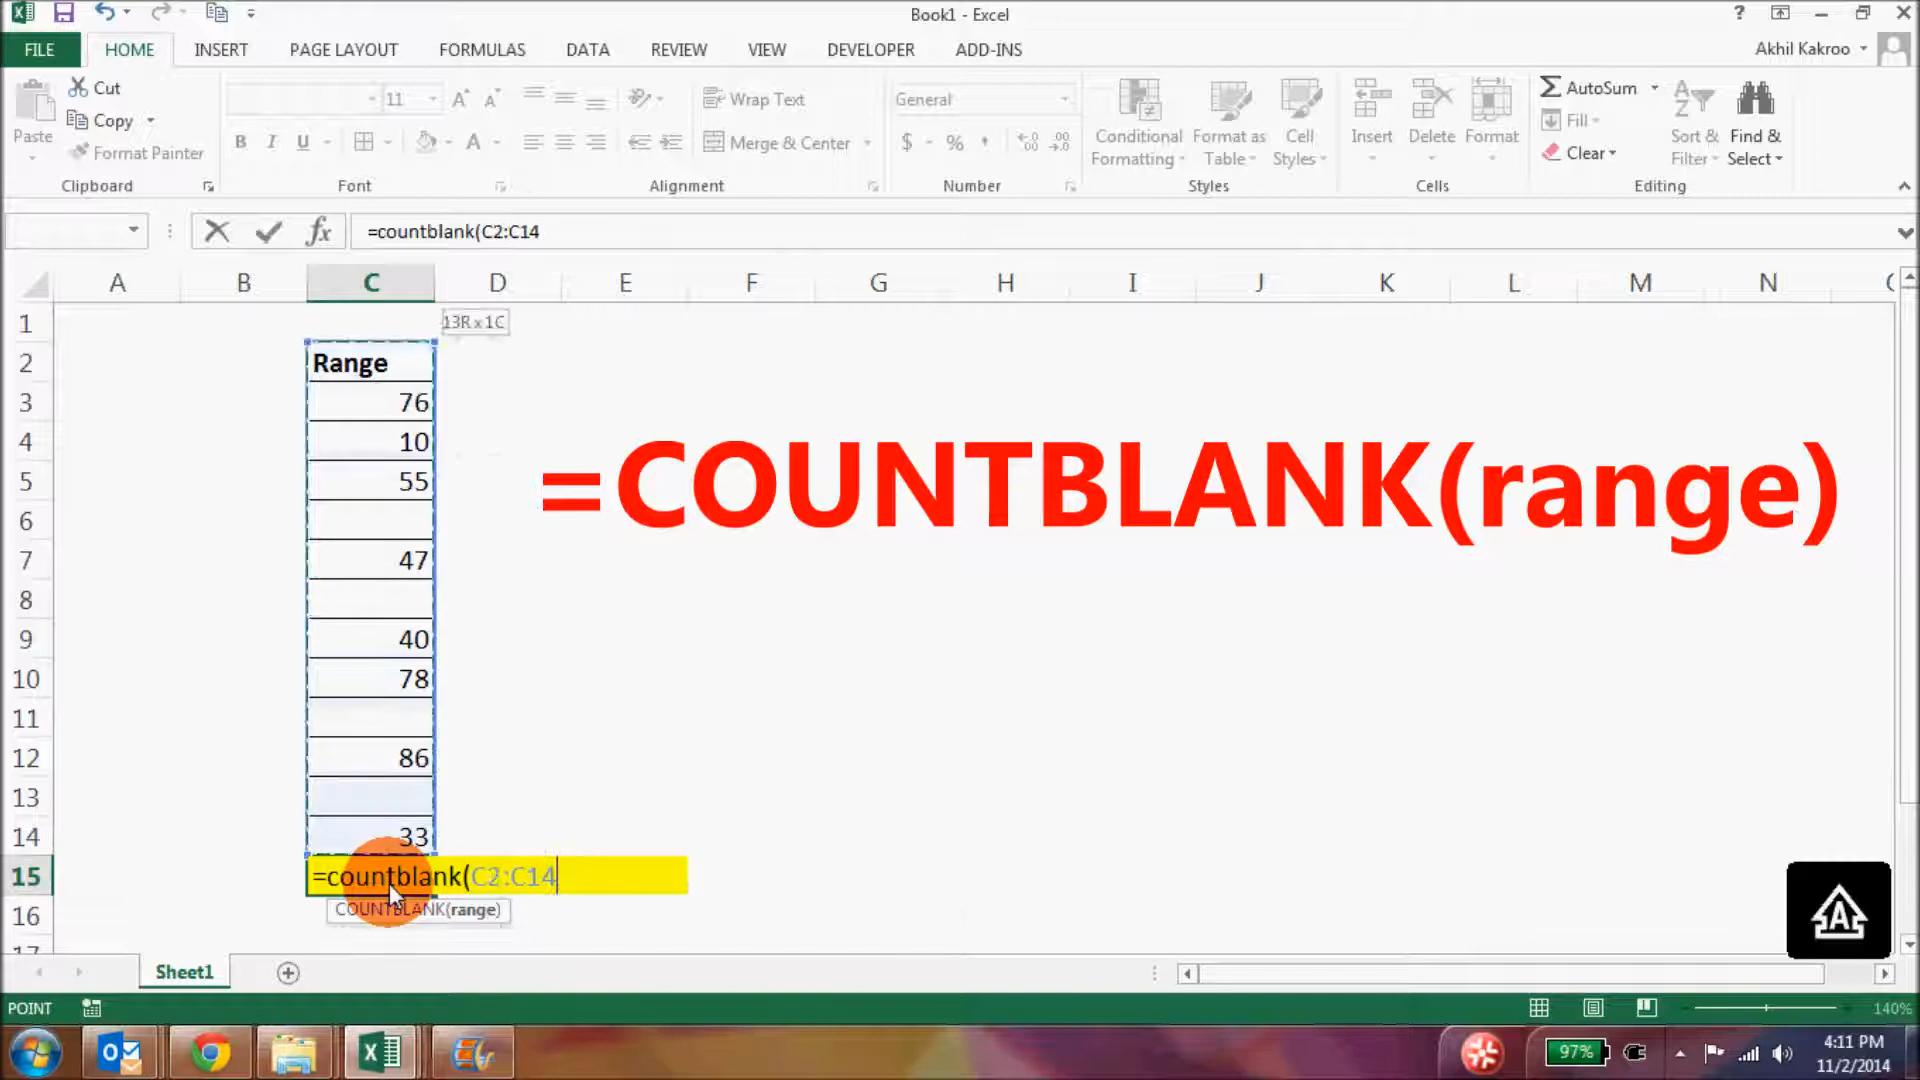 Book1 - Excel
FILE HOME INSERT PAGE LAYOUT FORMULAS DATA REVIEW VIEW DEVELOPER ADD-INS Akhil Kakroo
Cut
Copy
Format Painter
Paste
Clipboard
11
B I U A
Font
Wrap Text
Merge & Center
Alignment
General
$ %
Number
Conditional Formatting
Format as Table
Cell Styles
Styles
Insert Delete Format
Cells
AutoSum
Fill
Clear
Sort & Filter
Find & Select
Editing
fx =countblank(C2:C14
A B C D E F G H I J K L M N
1 13R x 1C
2 Range
3 76
4 10
5 55
=COUNTBLANK(range)
6
7 47
8
9 40
10 78
11
12 86
13
14 33
15 =countblank(C2:C14
COUNTBLANK(range)
16
17
Sheet1
POINT 140%
97% 4:11 PM
11/2/2014